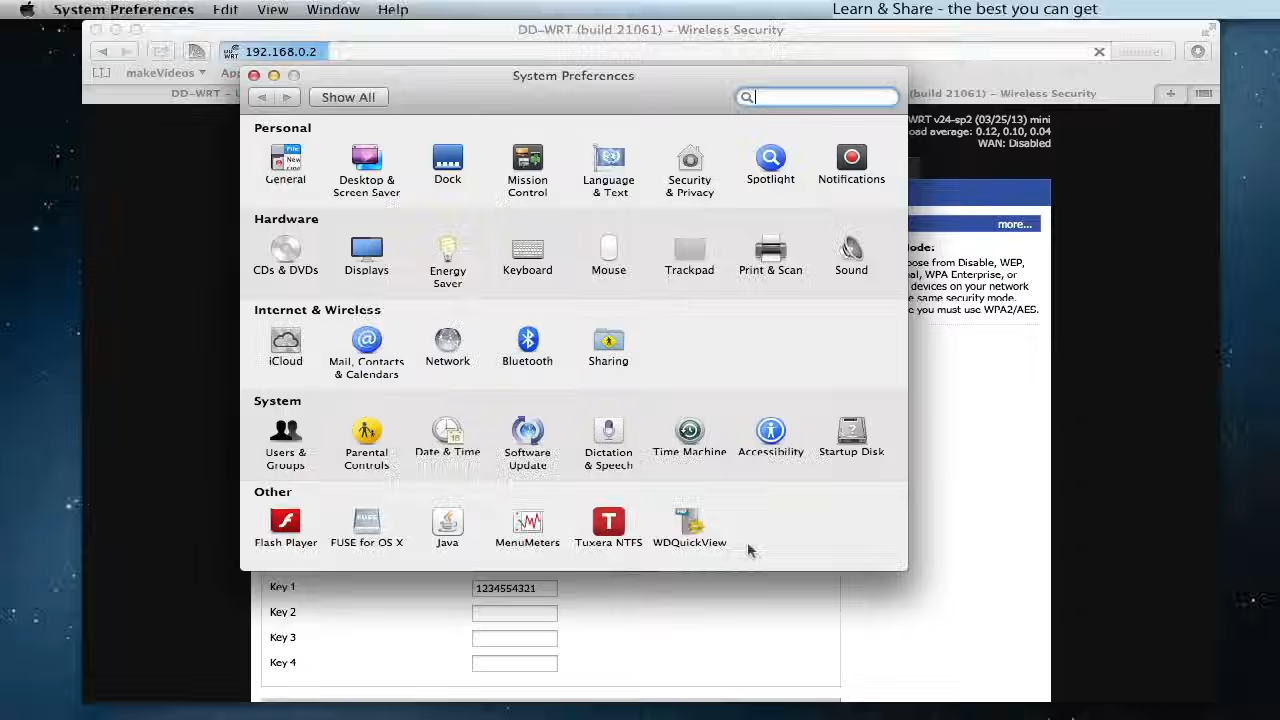 System Preferences Edit View Window Help
Learn & Share - the best you can get
DD-WRT (build 21061) – Wireless Security
192.168.0.2
makeVideos
(build 21061) – Wireless Security
System Preferences
Show All
WRT v24-sp2 (03/25/13) mini
oad average: 0.12, 0.10, 0.04
WAN: Disabled
Personal
General
Desktop & Screen Saver
Dock
Mission Control
Language & Text
Security & Privacy
Spotlight
Notifications
more...
Hardware
CDs & DVDs
Displays
Energy Saver
Keyboard
Mouse
Trackpad
Print & Scan
Sound
ode:
pose from Disable, WEP,
al, WPA Enterprise, or
devices on your network
e same security mode.
e you must use WPA2/AES.
Internet & Wireless
iCloud
Mail, Contacts & Calendars
Network
Bluetooth
Sharing
System
Users & Groups
Parental Controls
Date & Time
Software Update
Dictation & Speech
Time Machine
Accessibility
Startup Disk
Other
Flash Player
FUSE for OS X
Java
MenuMeters
Tuxera NTFS
WDQuickView
Key 1 1234554321
Key 2
Key 3
Key 4